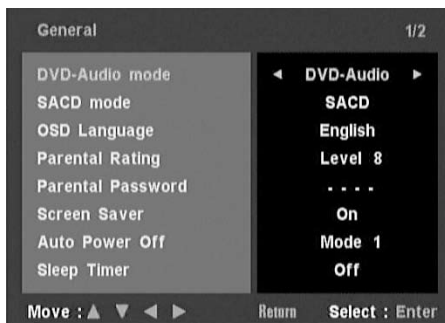 General 1/2
DVD-Audio mode ◄ DVD-Audio ►
SACD mode SACD
OSD Language English
Parental Rating Level 8
Parental Password - - - -
Screen Saver On
Auto Power Off Mode 1
Sleep Timer Off
Move : ▲ ▼ ◄ ► Return Select : Enter